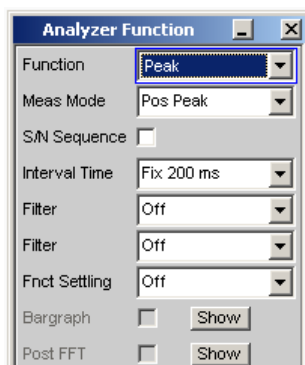 Analyzer Function
Function Peak
Meas Mode Pos Peak
S/N Sequence
Interval Time Fix 200 ms
Filter Off
Filter Off
Fnct Settling Off
Bargraph Show
Post FFT Show